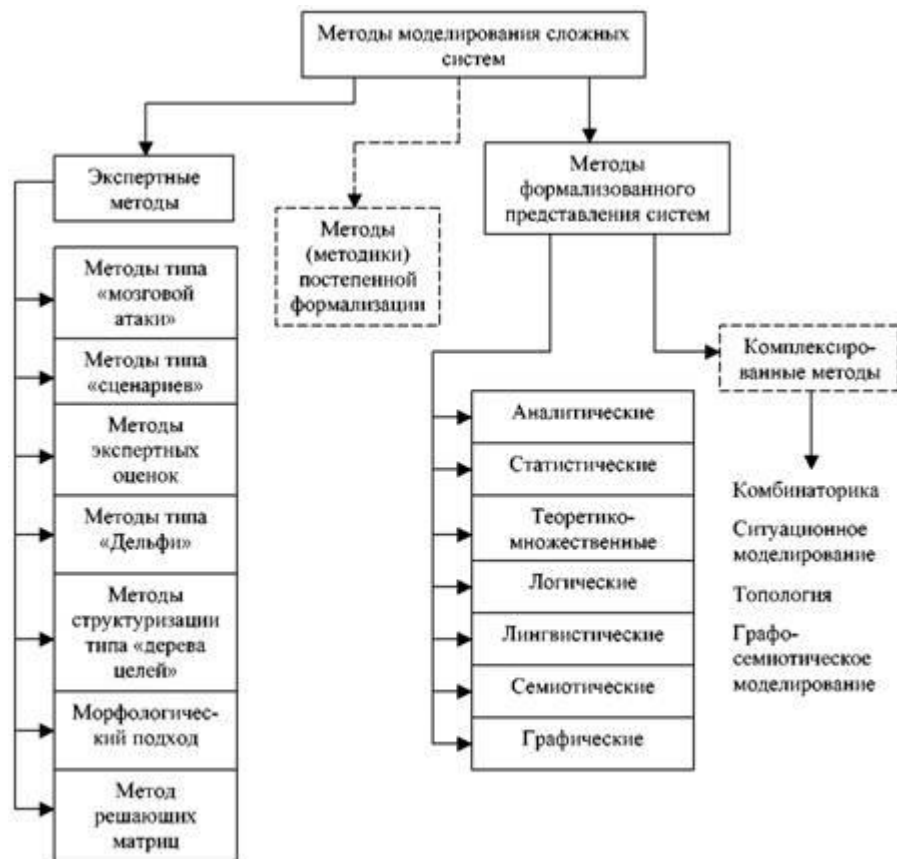 Методы моделирования сложных
систем
Экспертные
методы
Методы типа
«мозговой
атаки»
Методы типа
«сценариев»
Методы
экспертных
оценок
Методы типа
«Дельфи»
Методы
структуризации
типа «дерева
целей»
Морфологичес-
кий подход
Метод
решающих
матриц
Методы
(методики)
постепенной
формализации
Методы
формализованного
представления систем
Аналитические
Статистические
Теоретико-
множественные
Логические
Лингвистические
Семиотические
Графические
Комплексиро-
ванные методы
Комбинаторика
Ситуационное
моделирование
Топология
Графо-
семиотическое
моделирование